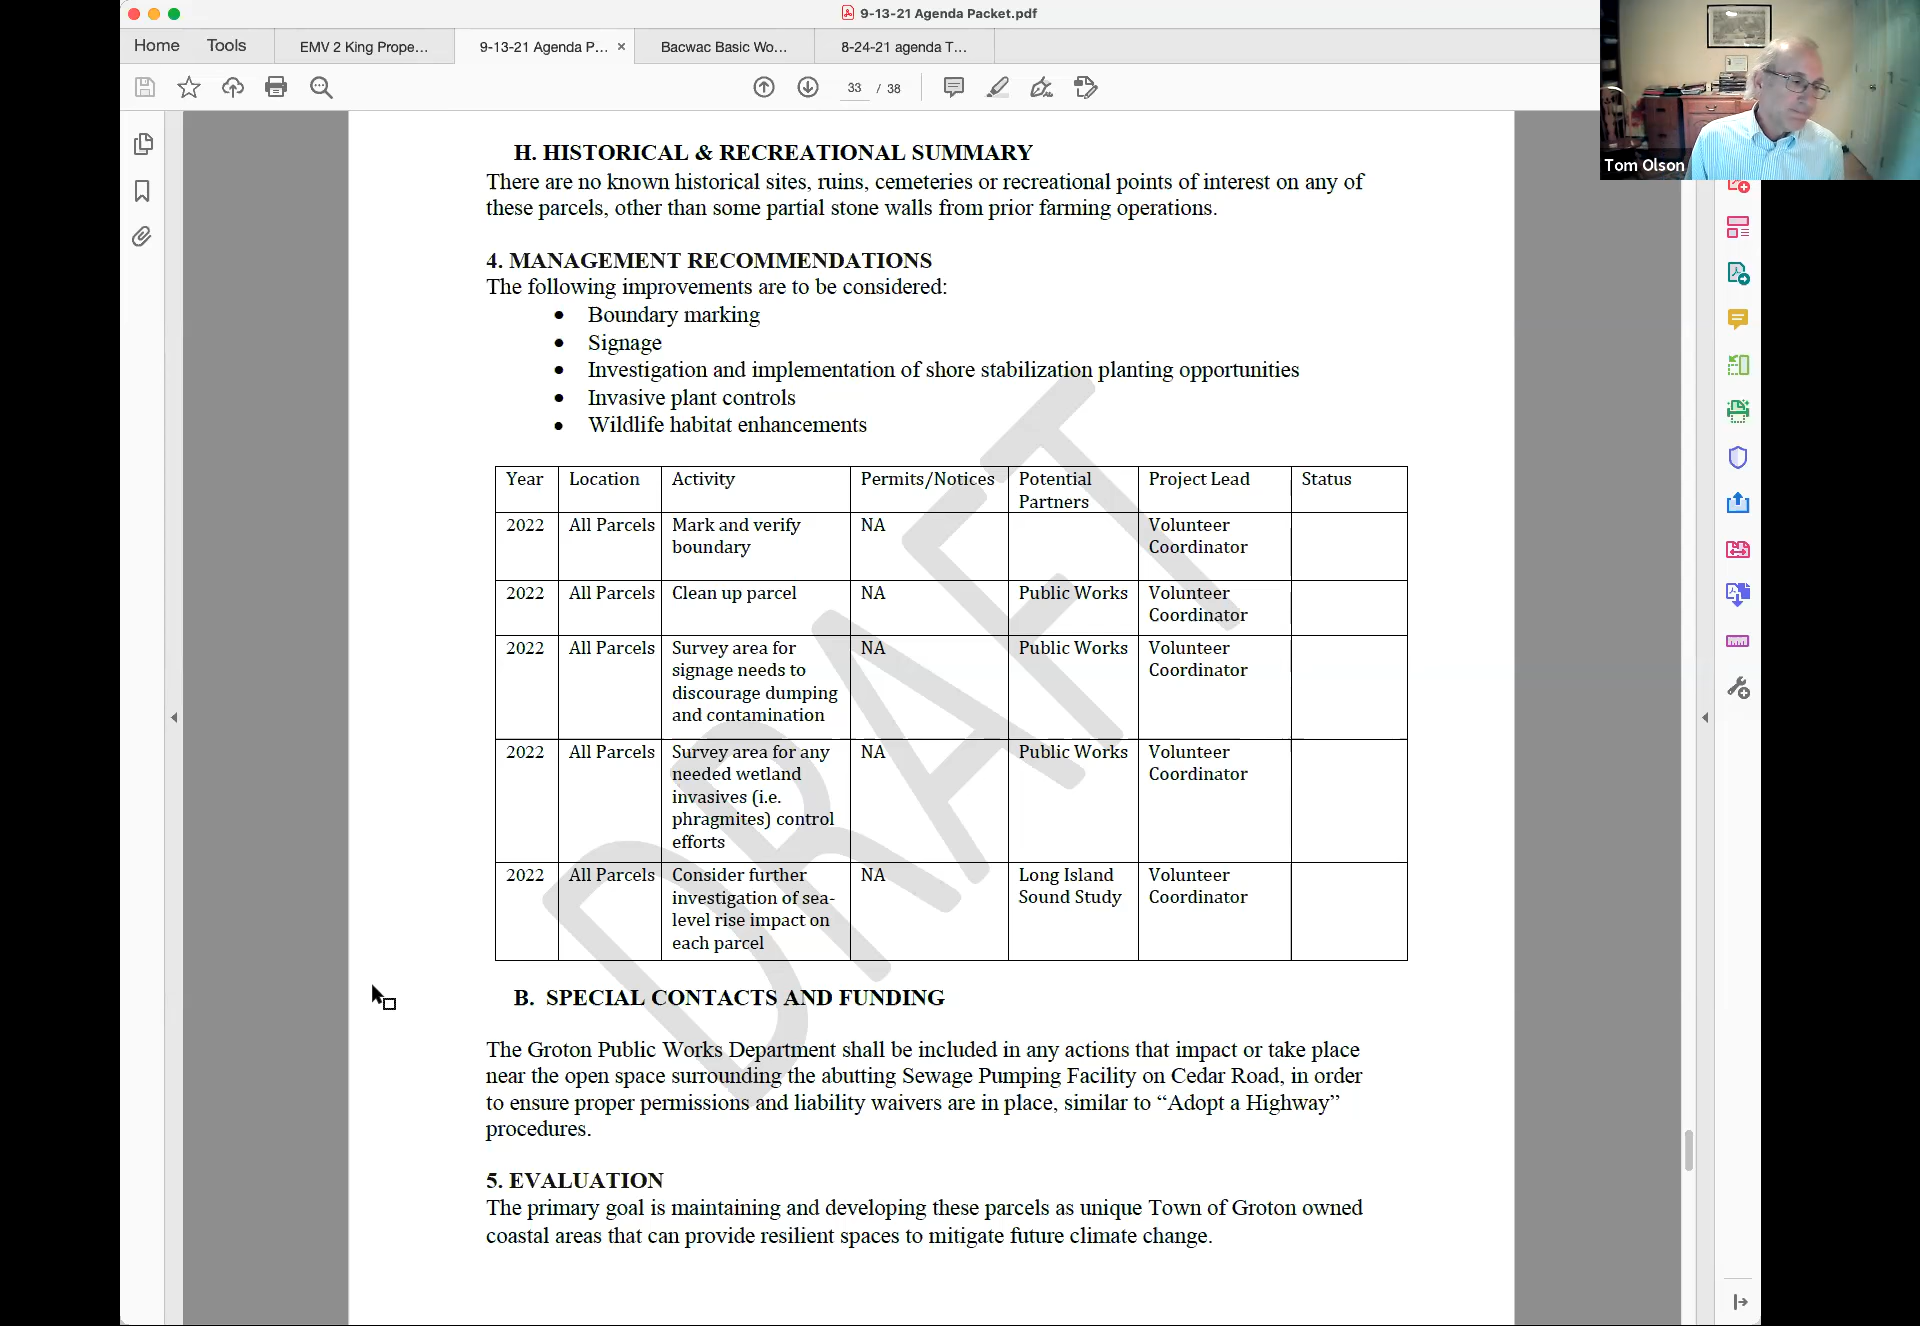 9-13-21 Agenda Packet.pdf
Home Tools EMV 2 King Prope... 9-13-21 Agenda P... × Bacwac Basic Wo... 8-24-21 agenda T...
33 / 38
Tom Olson
H. HISTORICAL & RECREATIONAL SUMMARY
There are no known historical sites, ruins, cemeteries or recreational points of interest on any of
these parcels, other than some partial stone walls from prior farming operations.
4. MANAGEMENT RECOMMENDATIONS
The following improvements are to be considered:
• Boundary marking
• Signage
• Investigation and implementation of shore stabilization planting opportunities
• Invasive plant controls
• Wildlife habitat enhancements
Year Location Activity Permits/Notices Potential Project Lead Status
Partners
2022 All Parcels Mark and verify NA Volunteer
boundary Coordinator
2022 All Parcels Clean up parcel NA Public Works Volunteer
Coordinator
2022 All Parcels Survey area for NA Public Works Volunteer
signage needs to Coordinator
discourage dumping
and contamination
2022 All Parcels Survey area for any NA Public Works Volunteer
needed wetland Coordinator
invasives (i.e.
phragmites) control
efforts
2022 All Parcels Consider further NA Long Island Volunteer
investigation of sea- Sound Study Coordinator
level rise impact on
each parcel
DRAFT
B. SPECIAL CONTACTS AND FUNDING
The Groton Public Works Department shall be included in any actions that impact or take place
near the open space surrounding the abutting Sewage Pumping Facility on Cedar Road, in order
to ensure proper permissions and liability waivers are in place, similar to “Adopt a Highway”
procedures.
5. EVALUATION
The primary goal is maintaining and developing these parcels as unique Town of Groton owned
coastal areas that can provide resilient spaces to mitigate future climate change.